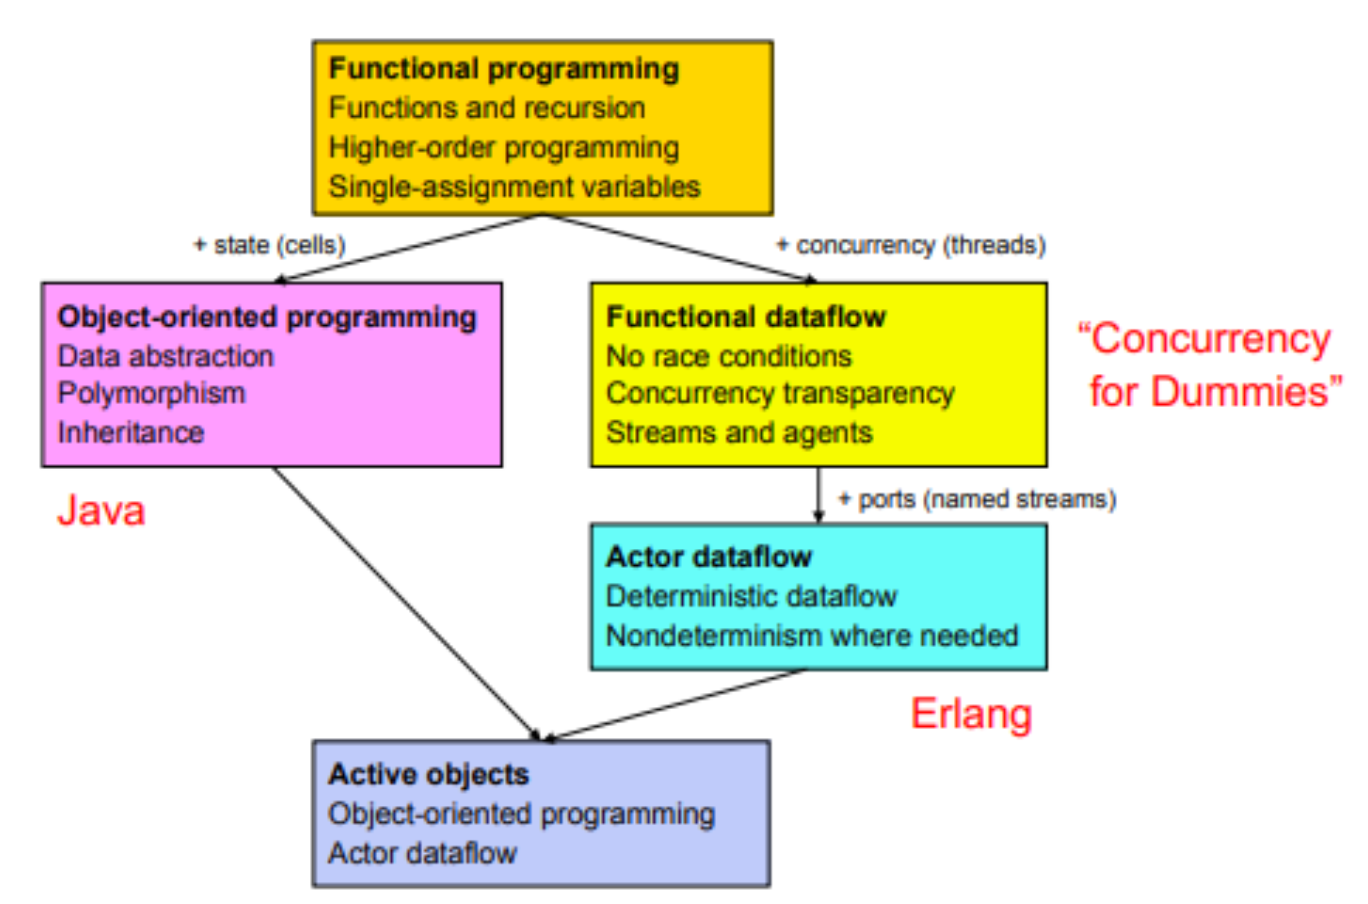 Functional programming
Functions and recursion
Higher-order programming
Single-assignment variables
+ state (cells)
+ concurrency (threads)
Object-oriented programming
Data abstraction
Polymorphism
Inheritance
Java
Functional dataflow
No race conditions
Concurrency transparency
Streams and agents
“Concurrency
for Dummies”
+ ports (named streams)
Actor dataflow
Deterministic dataflow
Nondeterminism where needed
Erlang
Active objects
Object-oriented programming
Actor dataflow